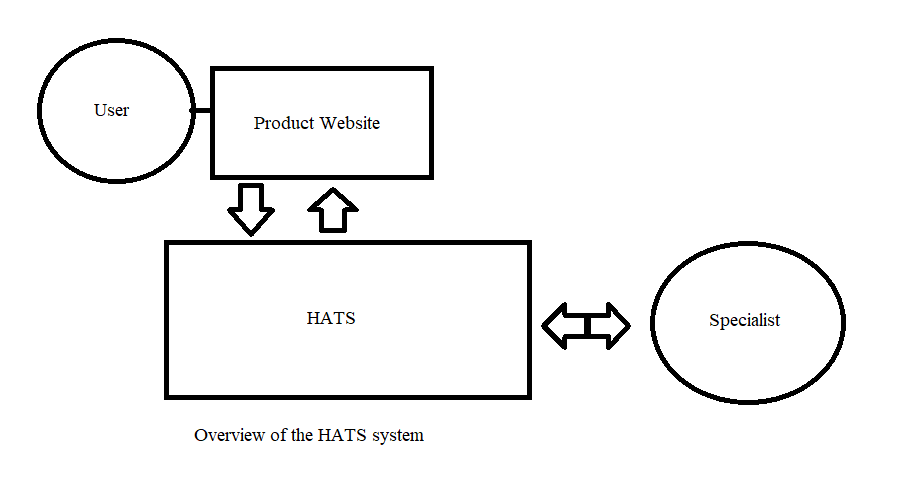 User
Product Website
HATS
Specialist
Overview of the HATS system